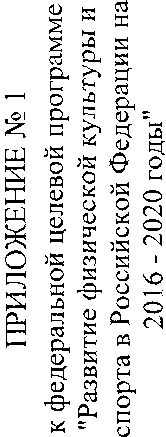 ПРИЛОЖЕНИЕ № 1
к федеральной целевой программе
"Развитие физической культуры и
спорта в Российской Федерации на
2016 - 2020 годы"